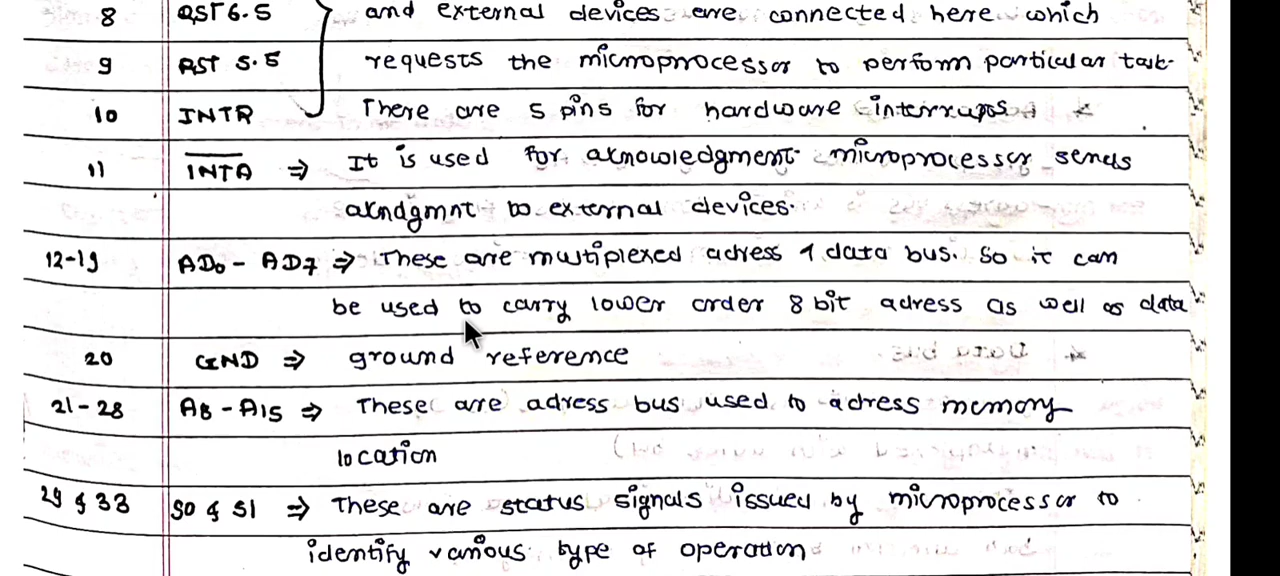 8 RST 6.5 and external devices are connected here which
9 RST 5.5 requests the microprocessor to perform particular task.
10 INTR There are 5 pins for hardware interrupts
11 INTA ⇒ It is used for aknowledgment microprocessor sends
akndgmnt to external devices.
12-19 AD0 - AD7 ⇒ These are multiplexed adress & data bus. So it can
be used to carry lower order 8 bit adress as well as data
20 GND ⇒ ground reference
21-28 A8 - A15 ⇒ These are adress bus used to adress memory
location
29 & 33 S0 & S1 ⇒ These are status signals issued by microprocessor to
identify various type of operation